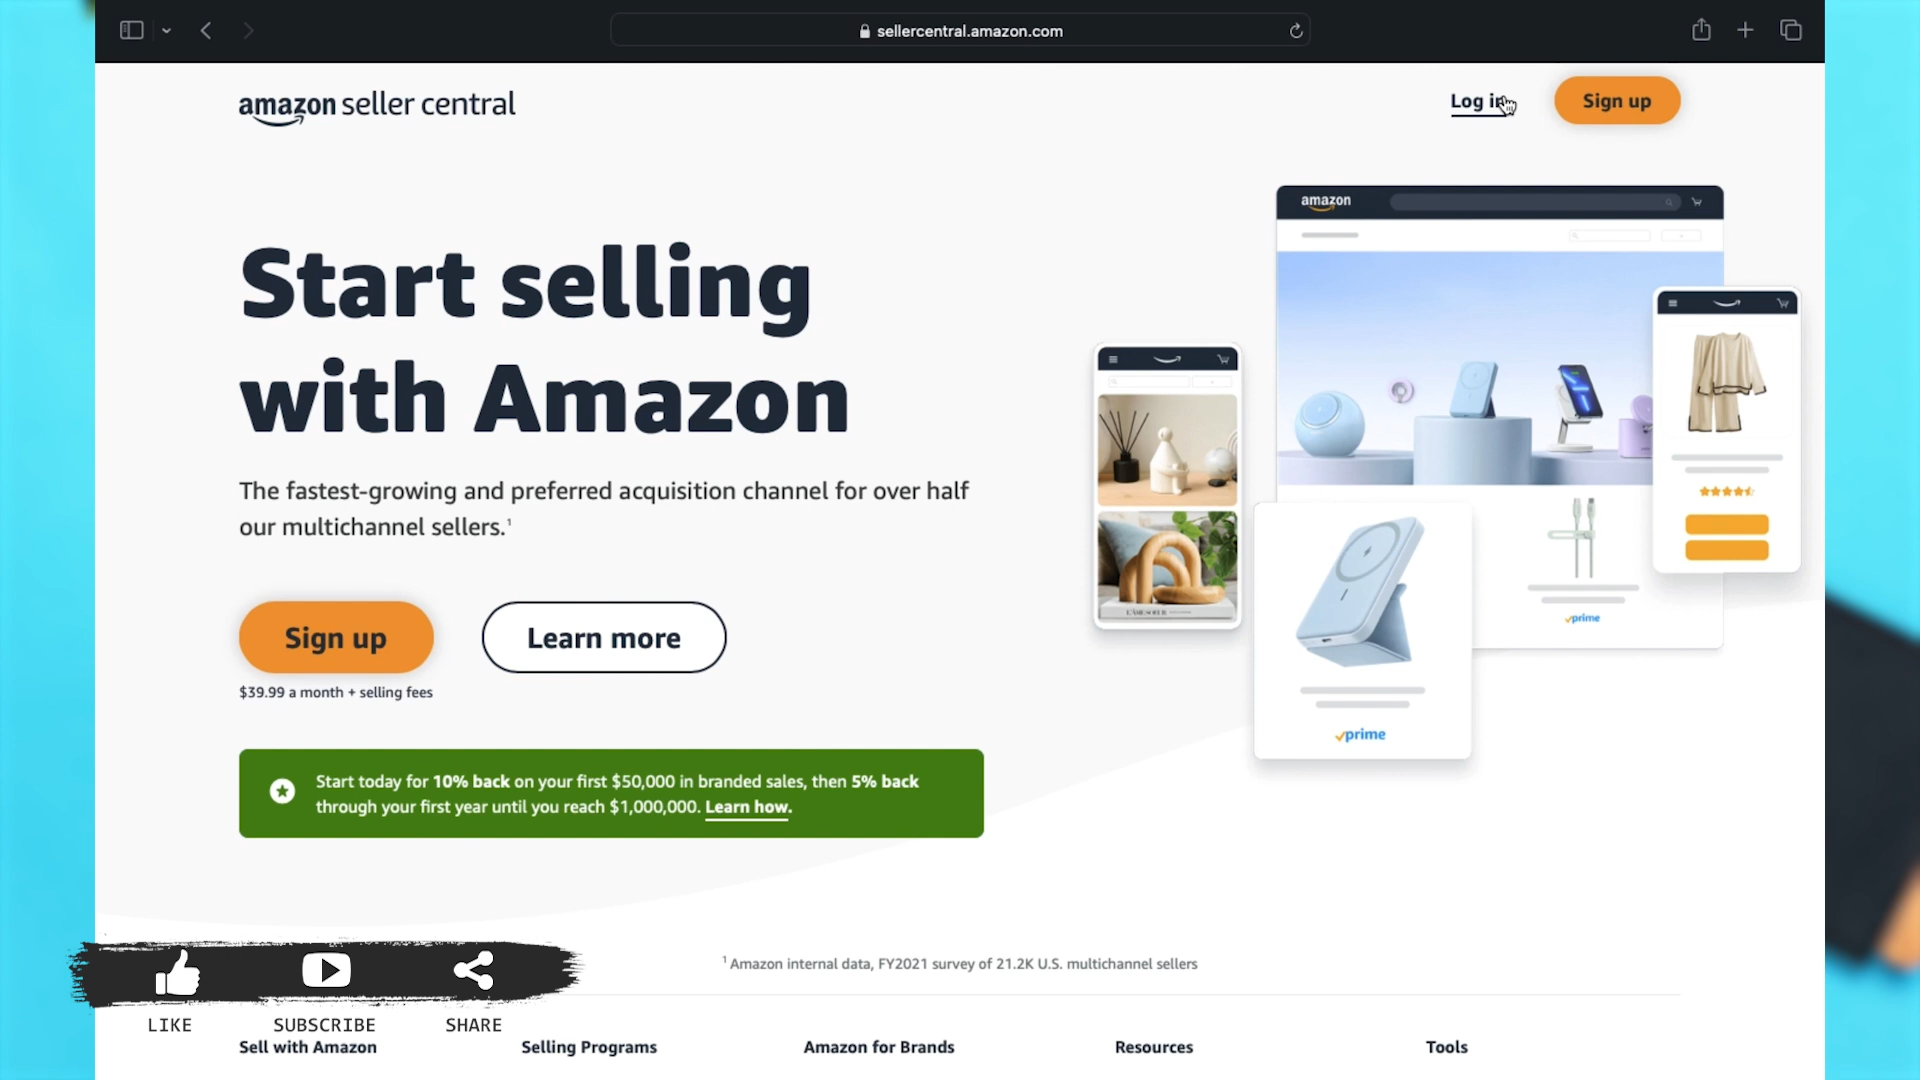 sellercentral.amazon.com
amazon seller central
Log in
Sign up
amazon
Start selling
with Amazon
The fastest-growing and preferred acquisition channel for over half
our multichannel sellers.¹
Sign up
Learn more
$39.99 a month + selling fees
prime
prime
Start today for 10% back on your first $50,000 in branded sales, then 5% back
through your first year until you reach $1,000,000. Learn how.
¹ Amazon internal data, FY2021 survey of 21.2K U.S. multichannel sellers
LIKE
SUBSCRIBE
SHARE
Sell with Amazon
Selling Programs
Amazon for Brands
Resources
Tools